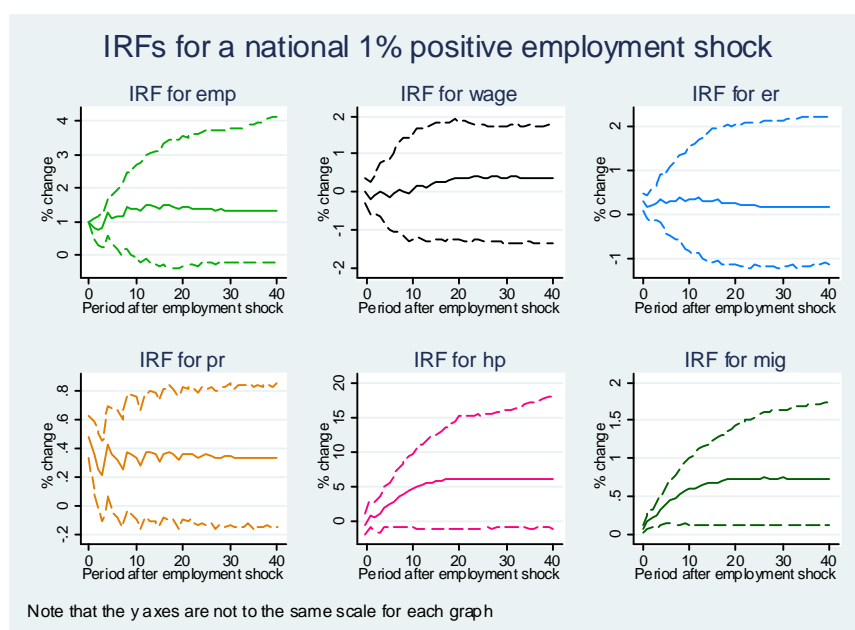 IRFs for a national 1% positive employment shock
IRF for emp
% change
0 1 2 3 4
0 10 20 30 40
Period after employment shock
IRF for wage
% change
-2 -1 0 1 2
0 10 20 30 40
Period after employment shock
IRF for er
% change
-1 0 1 2
0 10 20 30 40
Period after employment shock
IRF for pr
% change
-.2 0 .2 .4 .6 .8
0 10 20 30 40
Period after employment shock
IRF for hp
% change
0 5 10 15 20
0 10 20 30 40
Period after employment shock
IRF for mig
% change
0 .5 1 1.5 2
0 10 20 30 40
Period after employment shock
Note that the y axes are not to the same scale for each graph